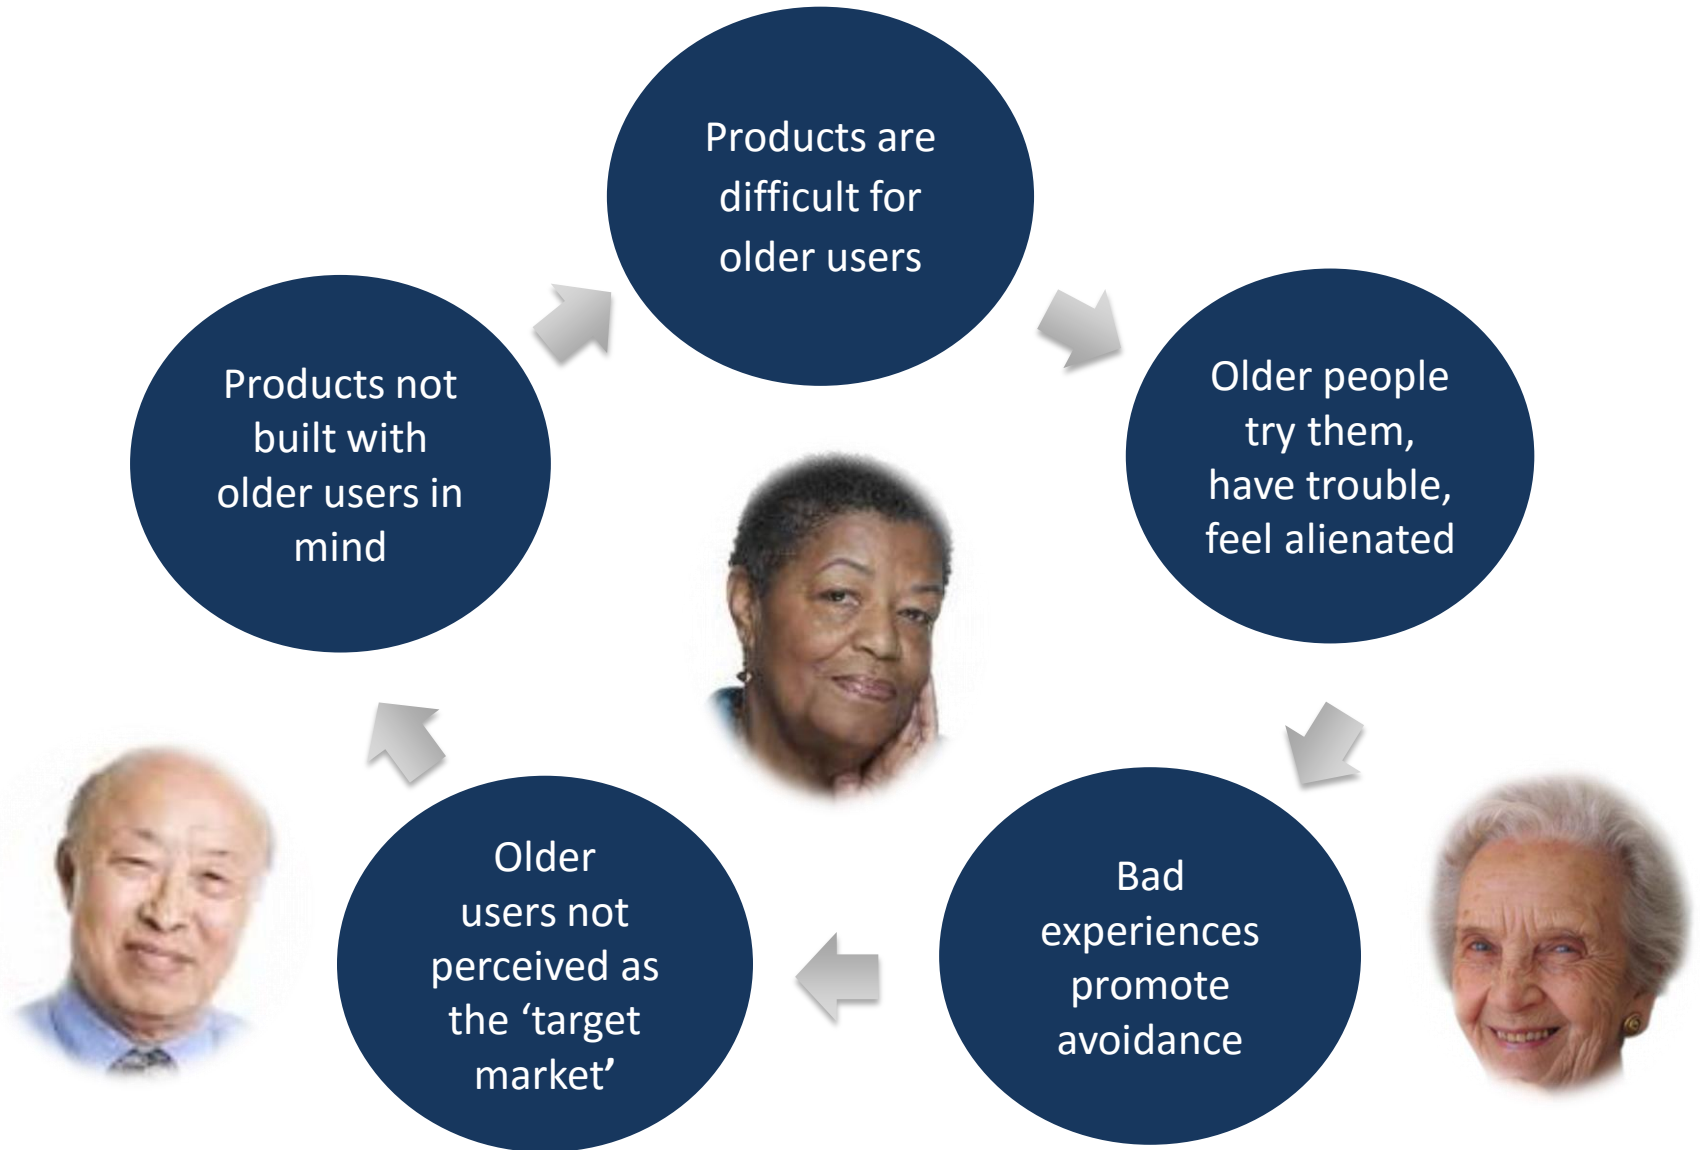 Products are
difficult for
older users
Older people
try them,
have trouble,
feel alienated
Bad
experiences
promote
avoidance
Older
users not
perceived as
the ‘target
market’
Products not
built with
older users in
mind